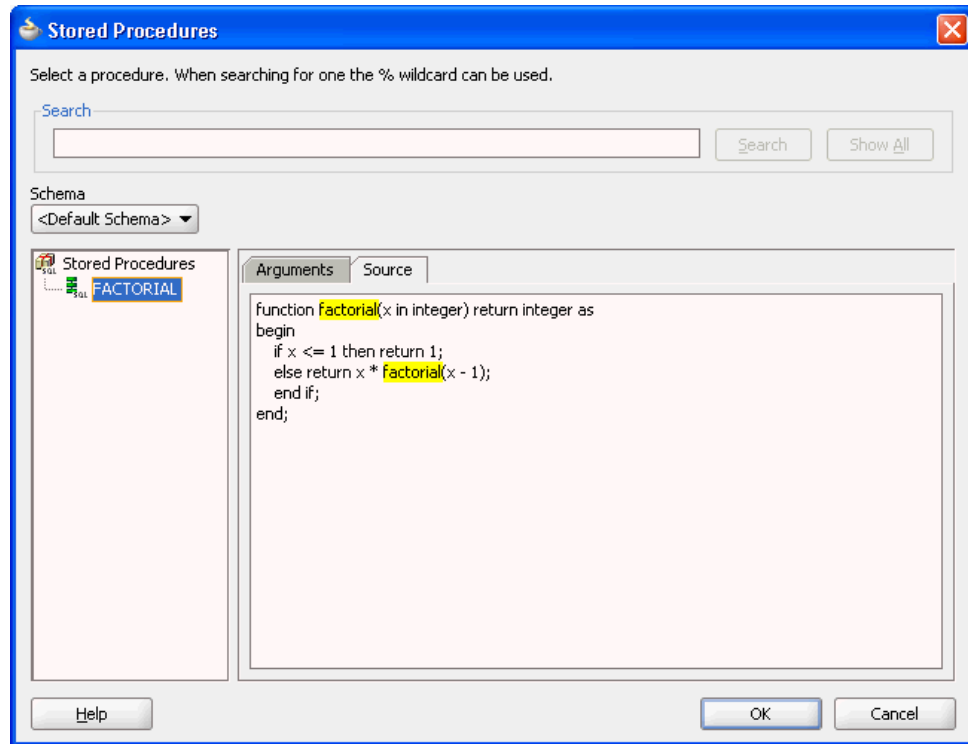 Stored Procedures
Select a procedure. When searching for one the % wildcard can be used.
Search
Search
Show All
Schema
<Default Schema>
Stored Procedures
SQL FACTORIAL
Arguments
Source
function factorial(x in integer) return integer as
begin
if x <= 1 then return 1;
else return x * factorial(x - 1);
end if;
end;
Help
OK
Cancel